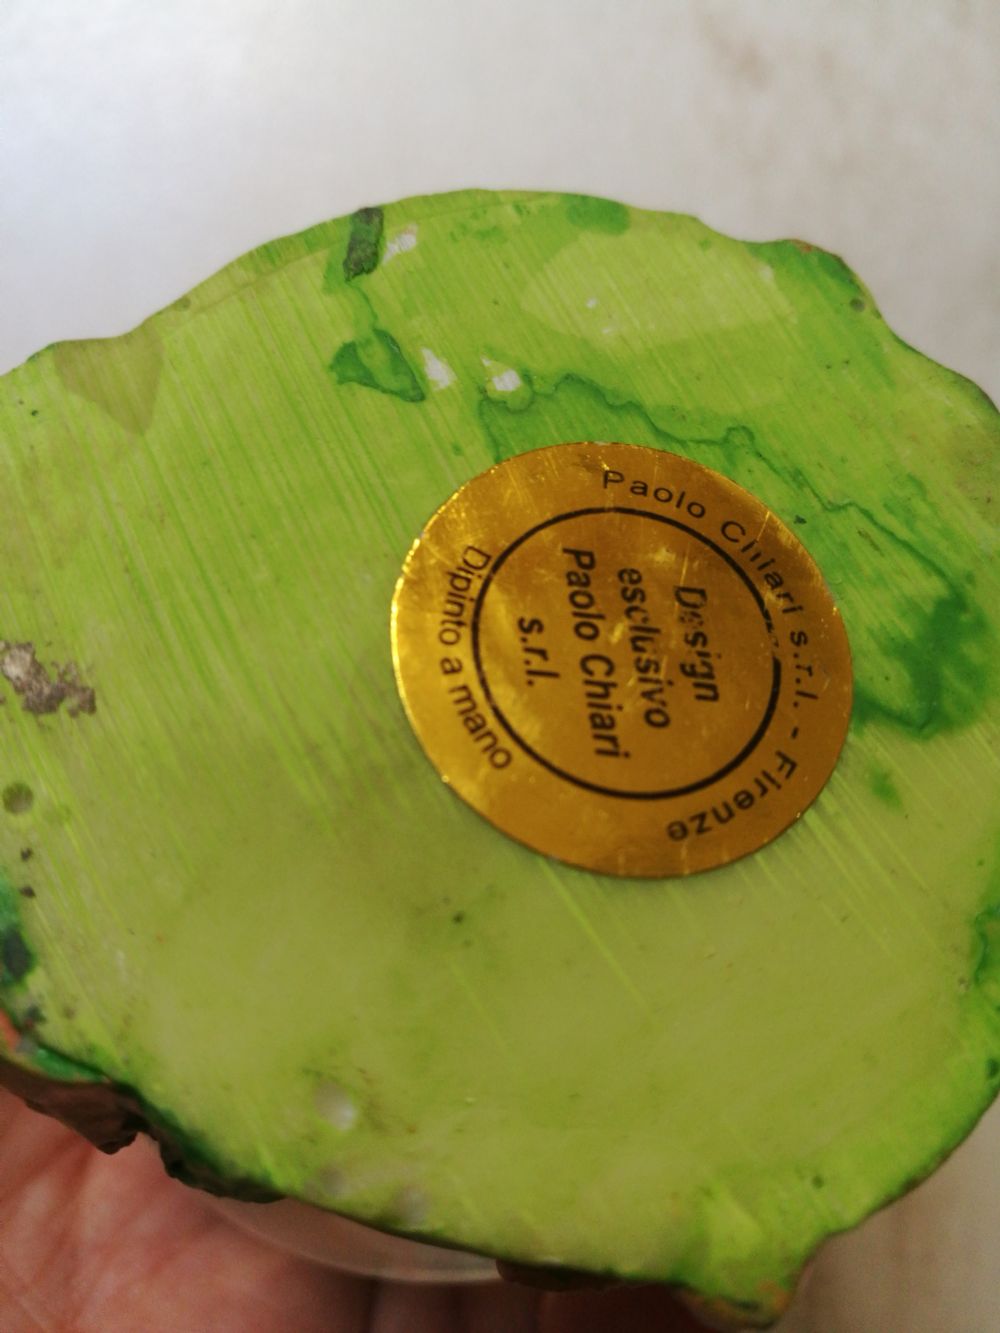 Paolo Chiari s.r.l. - Firenze
Design
esclusivo
Paolo Chiari
s.r.l.
Dipinto a mano